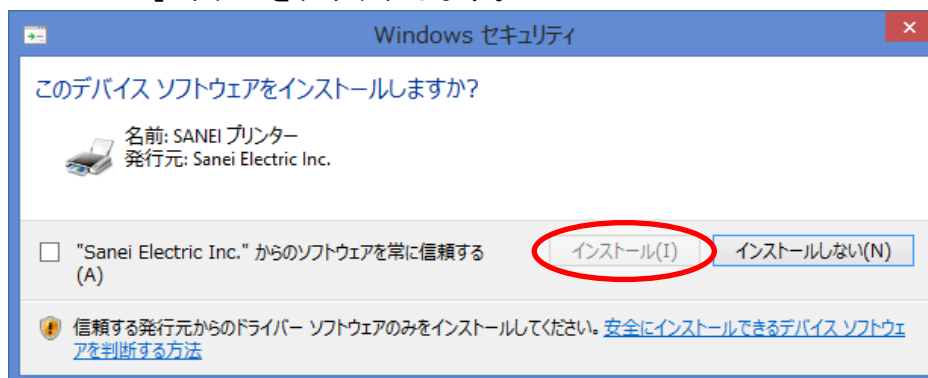 Windows セキュリティ
このデバイス ソフトウェアをインストールしますか?
名前: SANEI プリンター
発行元: Sanei Electric Inc.
"Sanei Electric Inc." からのソフトウェアを常に信頼する
(A)
インストール(I)
インストールしない(N)
信頼する発行元からのドライバー ソフトウェアのみをインストールしてください。安全にインストールできるデバイス ソフトウェ
アを判断する方法